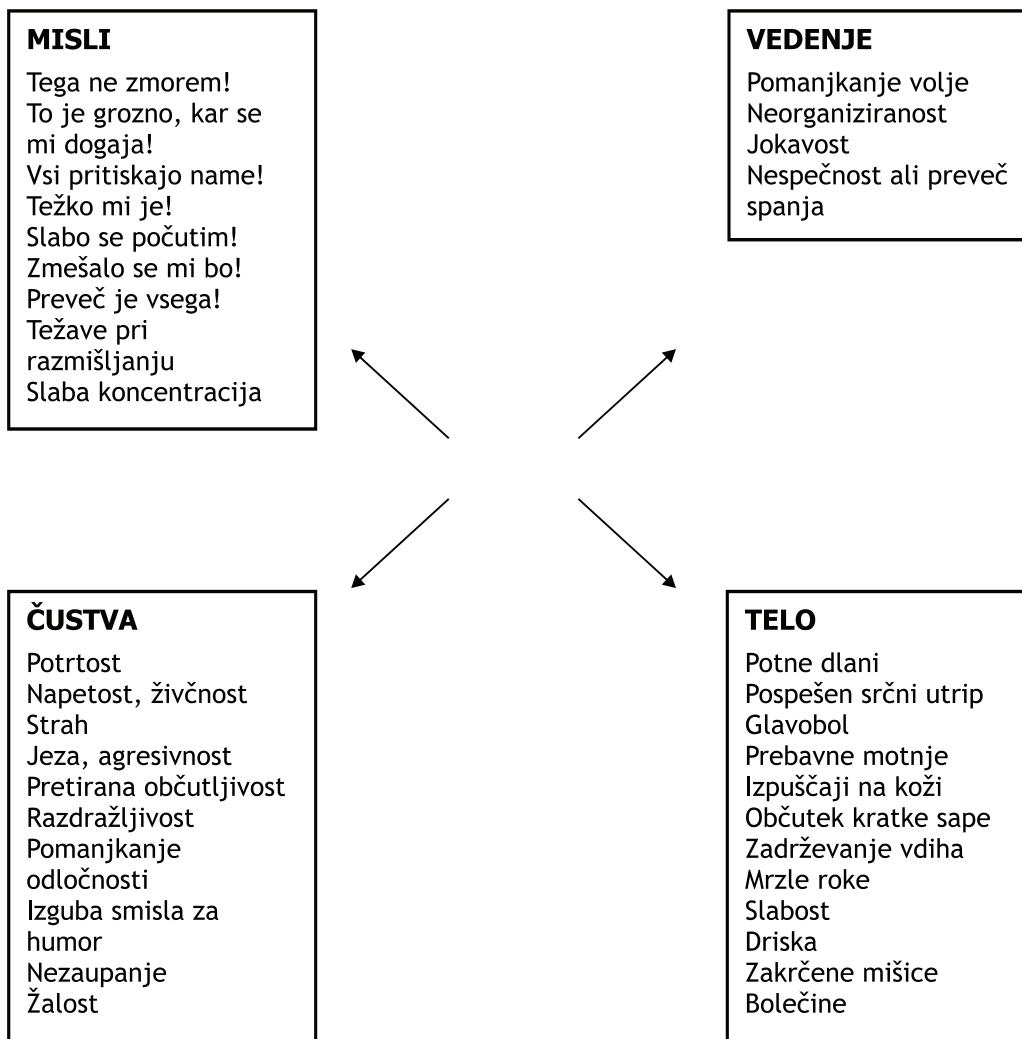 MISLI
Tega ne zmorem!
To je grozno, kar se
mi dogaja!
Vsi pritiskajo name!
Težko mi je!
Slabo se počutim!
Zmešalo se mi bo!
Preveč je vsega!
Težave pri
razmišljanju
Slaba koncentracija
VEDENJE
Pomanjkanje volje
Neorganiziranost
Jokavost
Nespečnost ali preveč
spanja
ČUSTVA
Potrtost
Napetost, živčnost
Strah
Jeza, agresivnost
Pretirana občutljivost
Razdražljivost
Pomanjkanje
odločnosti
Izguba smisla za
humor
Nezaupanje
Žalost
TELO
Potne dlani
Pospešen srčni utrip
Glavobol
Prebavne motnje
Izpuščaji na koži
Občutek kratke sape
Zadrževanje vdiha
Mrzle roke
Slabost
Driska
Zakrčene mišice
Bolečine